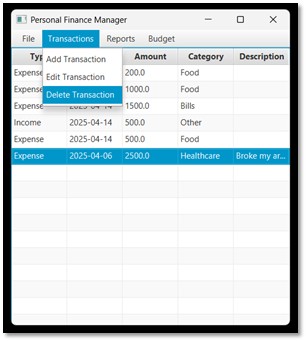 Personal Finance Manager
File Transactions Reports Budget
Amount Category Description
Expense 200.0 Food
Expense 1000.0 Food
Expense 2025-04-14 1500.0 Bills
Income 2025-04-14 500.0 Other
Expense 2025-04-14 500.0 Food
Expense 2025-04-06 2500.0 Healthcare Broke my ar...
Add Transaction
Edit Transaction
Delete Transaction